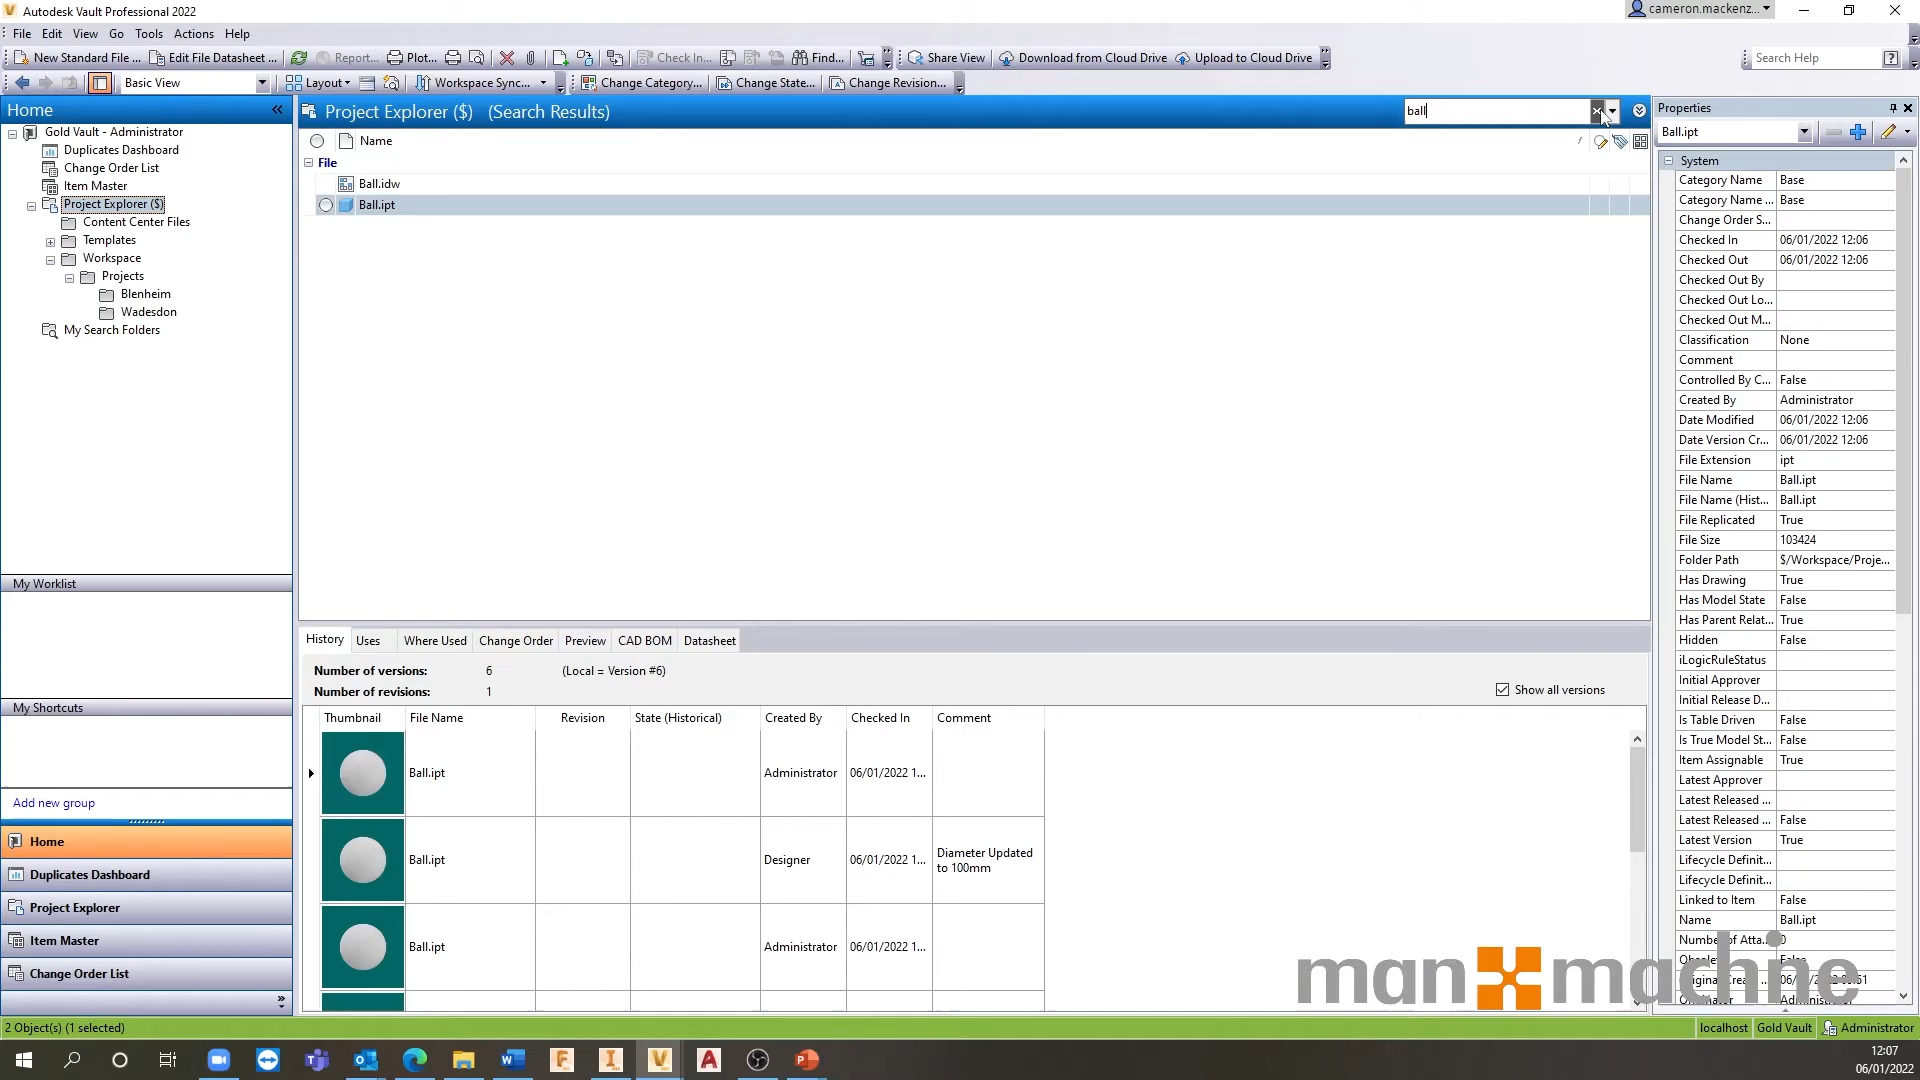 Autodesk Vault Professional 2022
cameron.mackenz...
File Edit View Go Tools Actions Help
New Standard File ... Edit File Datasheet ... Report... Plot... Check In... Find... Share View Download from Cloud Drive Upload to Cloud Drive Search Help
Basic View Layout Workspace Sync... Change Category... Change State... Change Revision...
Home
Gold Vault - Administrator
Duplicates Dashboard
Change Order List
Item Master
Project Explorer ($)
Content Center Files
Templates
Workspace
Projects
Blenheim
Wadesdon
My Search Folders
My Worklist
My Shortcuts
Add new group
Home
Duplicates Dashboard
Project Explorer
Item Master
Change Order List
Project Explorer ($) (Search Results)
ball
Name
File
Ball.idw
Ball.ipt
History Uses Where Used Change Order Preview CAD BOM Datasheet
Number of versions: 6 (Local = Version #6)
Number of revisions: 1
Show all versions
Thumbnail File Name Revision State (Historical) Created By Checked In Comment
Ball.ipt Administrator 06/01/2022 1...
Ball.ipt Designer 06/01/2022 1... Diameter Updated
to 100mm
Ball.ipt Administrator 06/01/2022 1...
Properties
Ball.ipt
System
Category Name Base
Category Name ... Base
Change Order S...
Checked In 06/01/2022 12:06
Checked Out 06/01/2022 12:06
Checked Out By
Checked Out Lo...
Checked Out M...
Classification None
Comment
Controlled By C... False
Created By Administrator
Date Modified 06/01/2022 12:06
Date Version Cr... 06/01/2022 12:06
File Extension ipt
File Name Ball.ipt
File Name (Hist... Ball.ipt
File Replicated True
File Size 103424
Folder Path $/Workspace/Proje...
Has Drawing True
Has Model State False
Has Parent Relat... True
Hidden False
iLogicRuleStatus
Initial Approver
Initial Release D...
Is Table Driven False
Is True Model St... False
Item Assignable True
Latest Approver
Latest Released ...
Latest Released ... False
Latest Version True
Lifecycle Definit...
Lifecycle Definit...
Linked to Item False
Name Ball.ipt
Number of Atta... 0
False
Administrator
man machine
2 Object(s) (1 selected)
localhost Gold Vault Administrator
12:07
06/01/2022